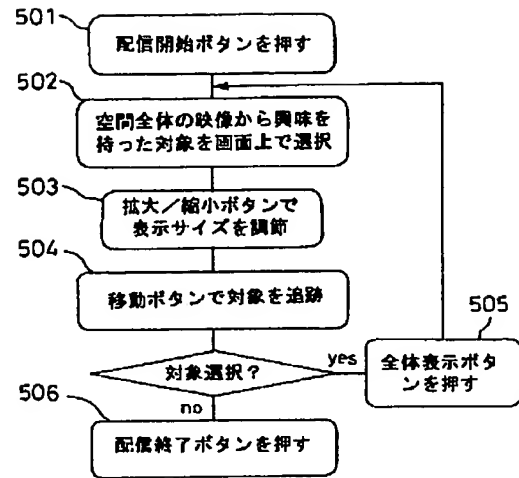 501
配信開始ボタンを押す
502
空間全体の映像から興味を
持った対象を画面上で選択
503
拡大／縮小ボタンで
表示サイズを調節
504
移動ボタンで対象を追跡
対象選択？
yes
505
全体表示ボタ
ンを押す
no
506
配信終了ボタンを押す